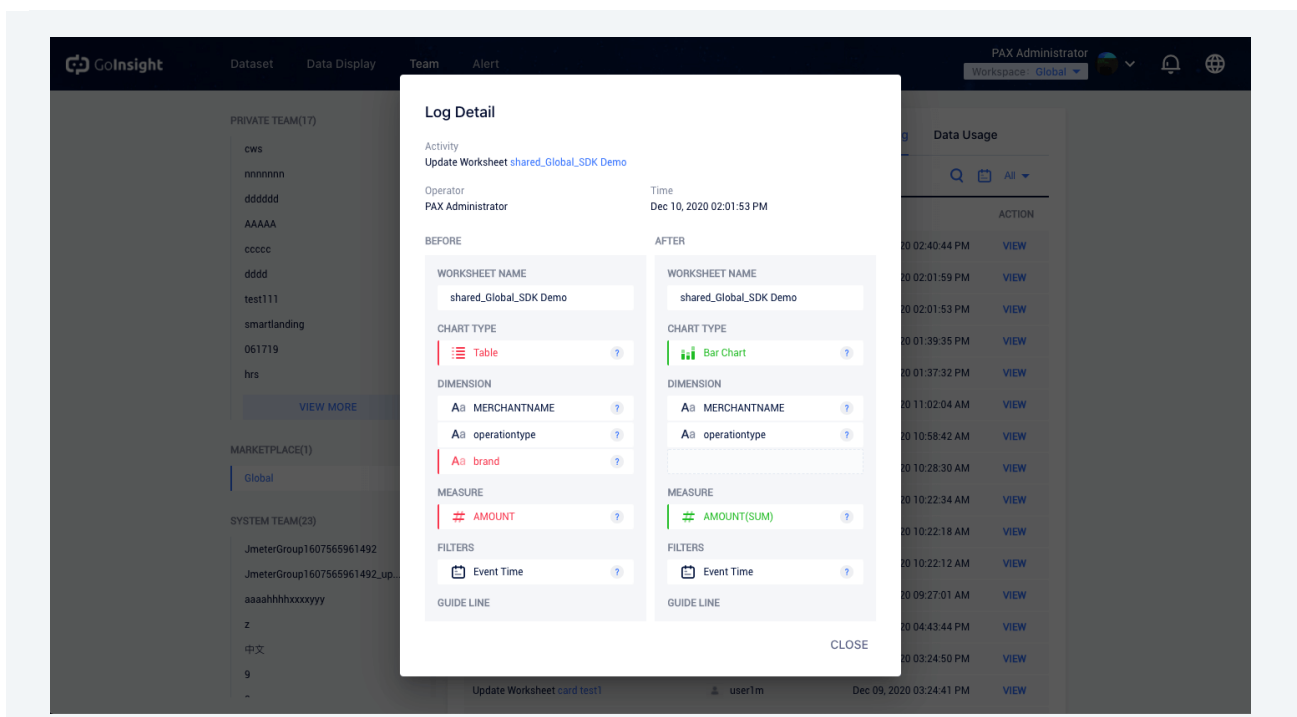 GoInsight Dataset Data Display Team Alert PAX Administrator
Workspace: Global
PRIVATE TEAM(17)
cws
nnnnnnn
dddddd
AAAAA
ccccc
dddd
test111
smartlanding
061719
hrs
VIEW MORE
MARKETPLACE(1)
Global
SYSTEM TEAM(23)
JmeterGroup1607565961492
JmeterGroup1607565961492_up...
aaaahhhhxxxxyyy
z
中文
9
Log Detail
Activity
Update Worksheet shared_Global_SDK Demo
Operator Time
PAX Administrator Dec 10, 2020 02:01:53 PM
BEFORE AFTER
WORKSHEET NAME WORKSHEET NAME
shared_Global_SDK Demo shared_Global_SDK Demo
CHART TYPE CHART TYPE
Table ? Bar Chart ?
DIMENSION DIMENSION
Aa MERCHANTNAME ? Aa MERCHANTNAME ?
Aa operationtype ? Aa operationtype ?
Aa brand ?
MEASURE MEASURE
# AMOUNT ? # AMOUNT(SUM) ?
FILTERS FILTERS
Event Time ? Event Time ?
GUIDE LINE GUIDE LINE
CLOSE
g Data Usage
All
ACTION
20 02:40:44 PM VIEW
20 02:01:59 PM VIEW
20 02:01:53 PM VIEW
20 01:39:35 PM VIEW
20 01:37:32 PM VIEW
20 11:02:04 AM VIEW
20 10:58:42 AM VIEW
20 10:28:30 AM VIEW
20 10:22:34 AM VIEW
20 10:22:18 AM VIEW
20 10:22:12 AM VIEW
20 09:27:01 AM VIEW
20 04:43:44 PM VIEW
20 03:24:50 PM VIEW
Update Worksheet card test1 user1m Dec 09, 2020 03:24:41 PM VIEW